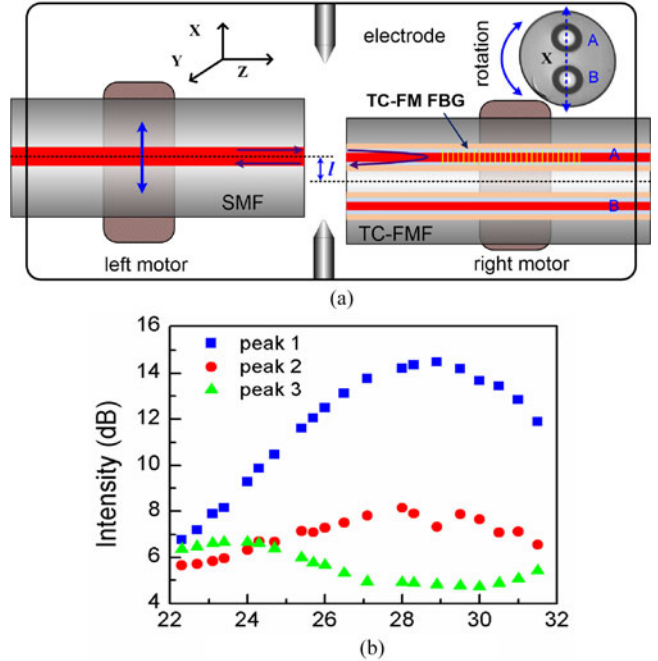 X
Y
Z
electrode
rotation
A
X
B
TC-FM FBG
A
l
SMF
B
TC-FMF
left motor
right motor
(a)
16
14
12
10
8
6
4
Intensity (dB)
peak 1
peak 2
peak 3
22
24
26
28
30
32
(b)